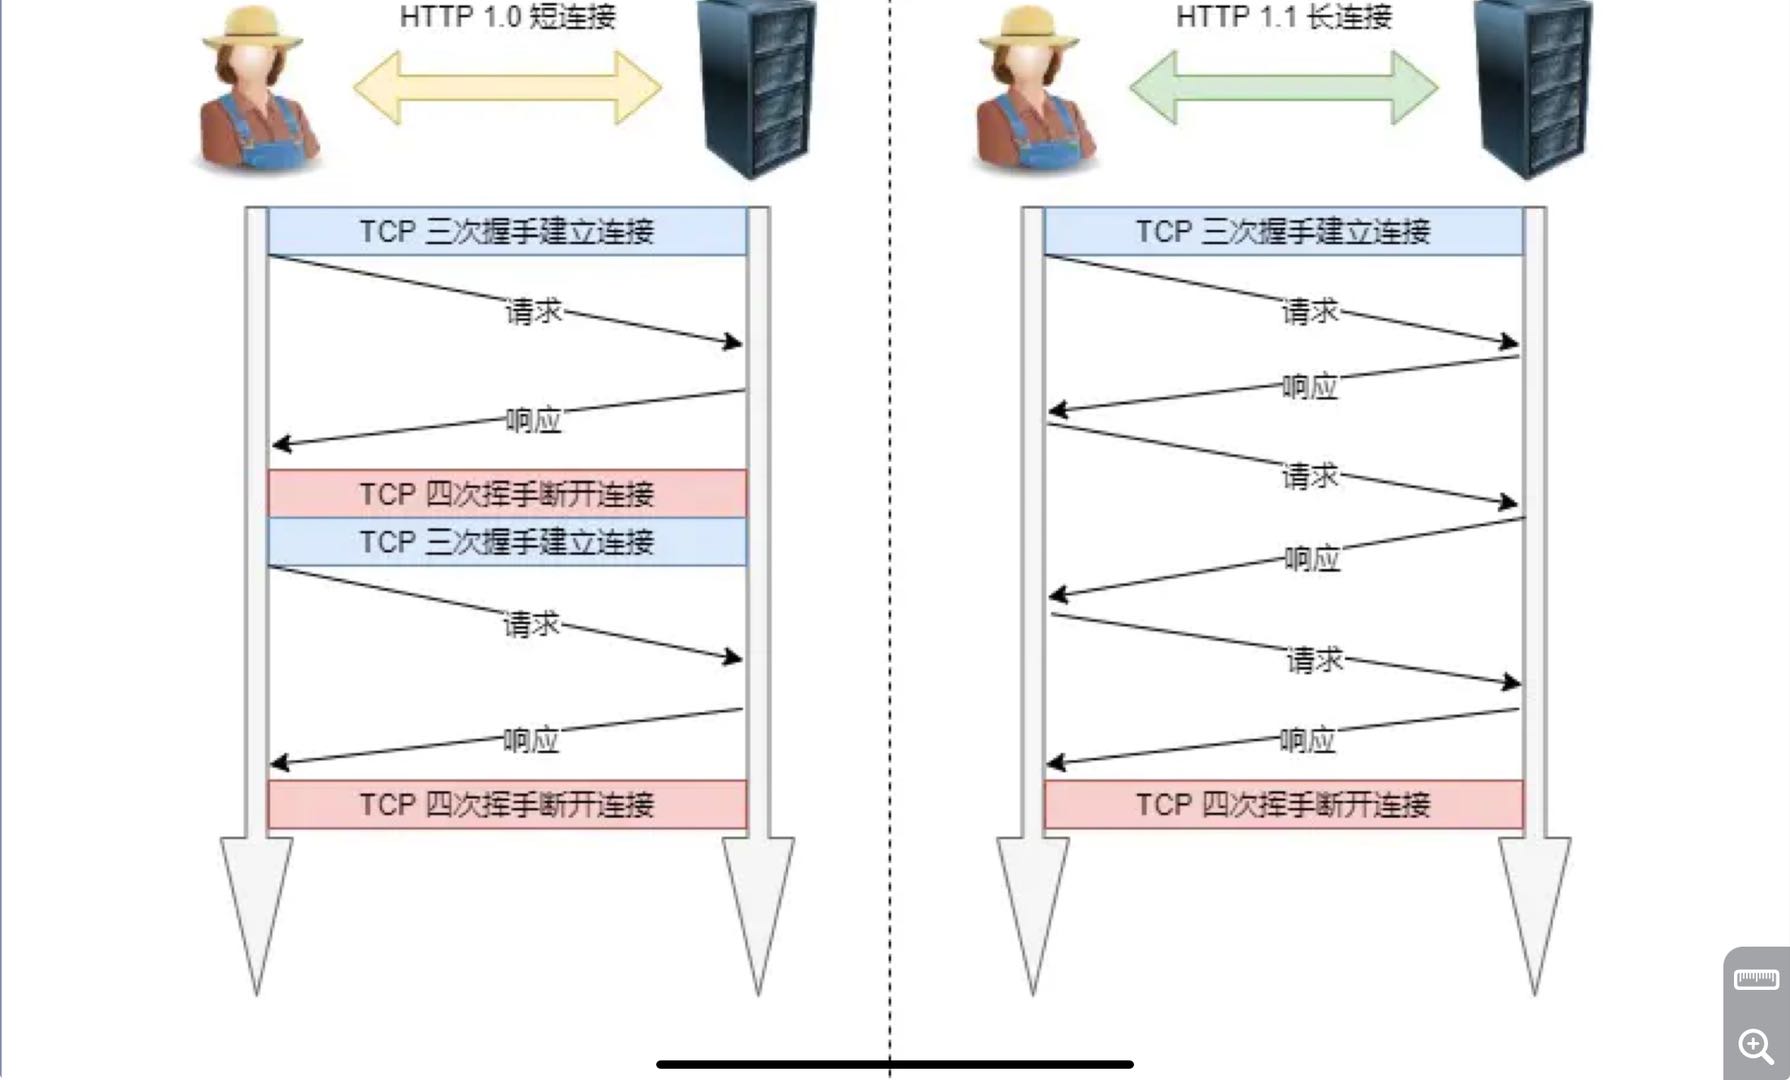 HTTP 1.0 短连接
TCP 三次握手建立连接
请求
响应
TCP 四次挥手断开连接
TCP 三次握手建立连接
请求
响应
TCP 四次挥手断开连接
HTTP 1.1 长连接
TCP 三次握手建立连接
请求
响应
请求
响应
请求
响应
TCP 四次挥手断开连接